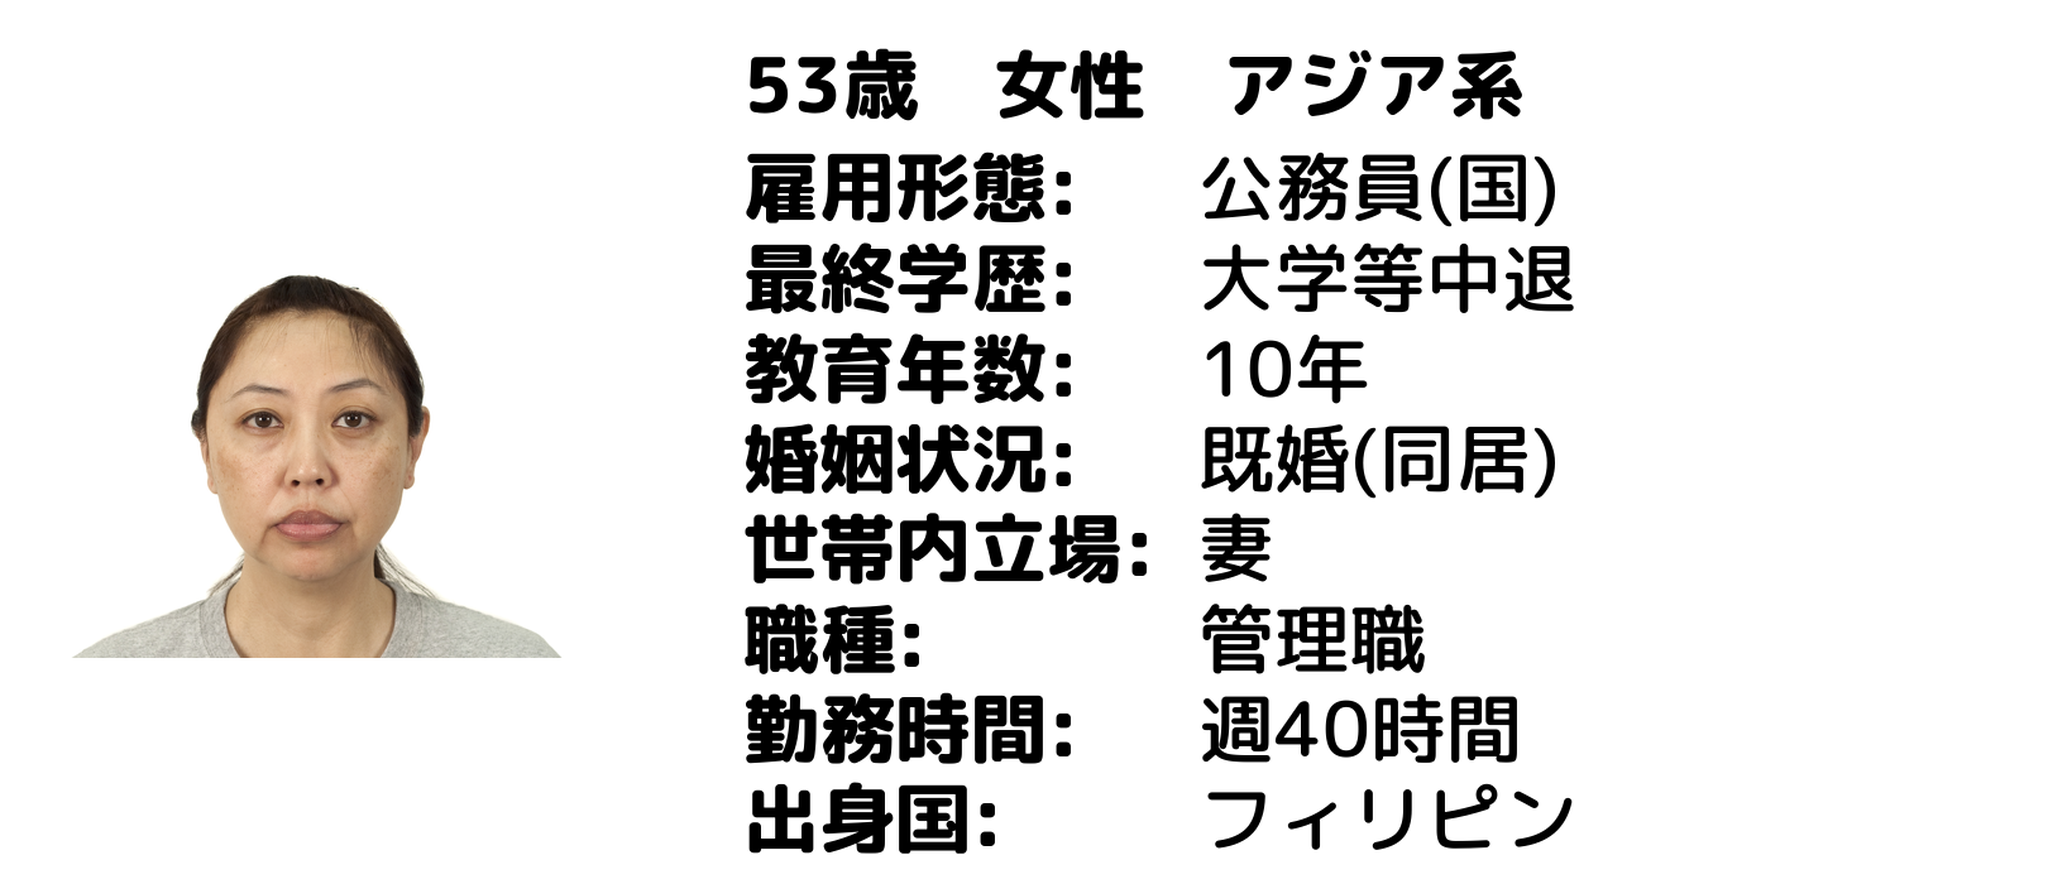 53歳　女性　アジア系
雇用形態: 公務員(国)
最終学歴: 大学等中退
教育年数: 10年
婚姻状況: 既婚(同居)
世帯内立場: 妻
職種: 管理職
勤務時間: 週40時間
出身国: フィリピン